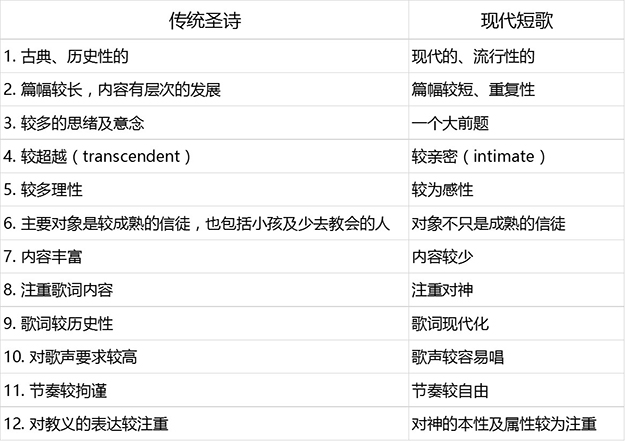 传统圣诗 现代短歌
1. 古典、历史性的 现代的、流行性的
2. 篇幅较长，内容有层次的发展 篇幅较短、重复性
3. 较多的思绪及意念 一个大前题
4. 较超越（transcendent） 较亲密（intimate）
5. 较多理性 较为感性
6. 主要对象是较成熟的信徒，也包括小孩及少去教会的人 对象不只是成熟的信徒
7. 内容丰富 内容较少
8. 注重歌词内容 注重对神
9. 歌词较历史性 歌词现代化
10. 对歌声要求较高 歌声较容易唱
11. 节奏较拘谨 节奏较自由
12. 对教义的表达较注重 对神的本性及属性较为注重